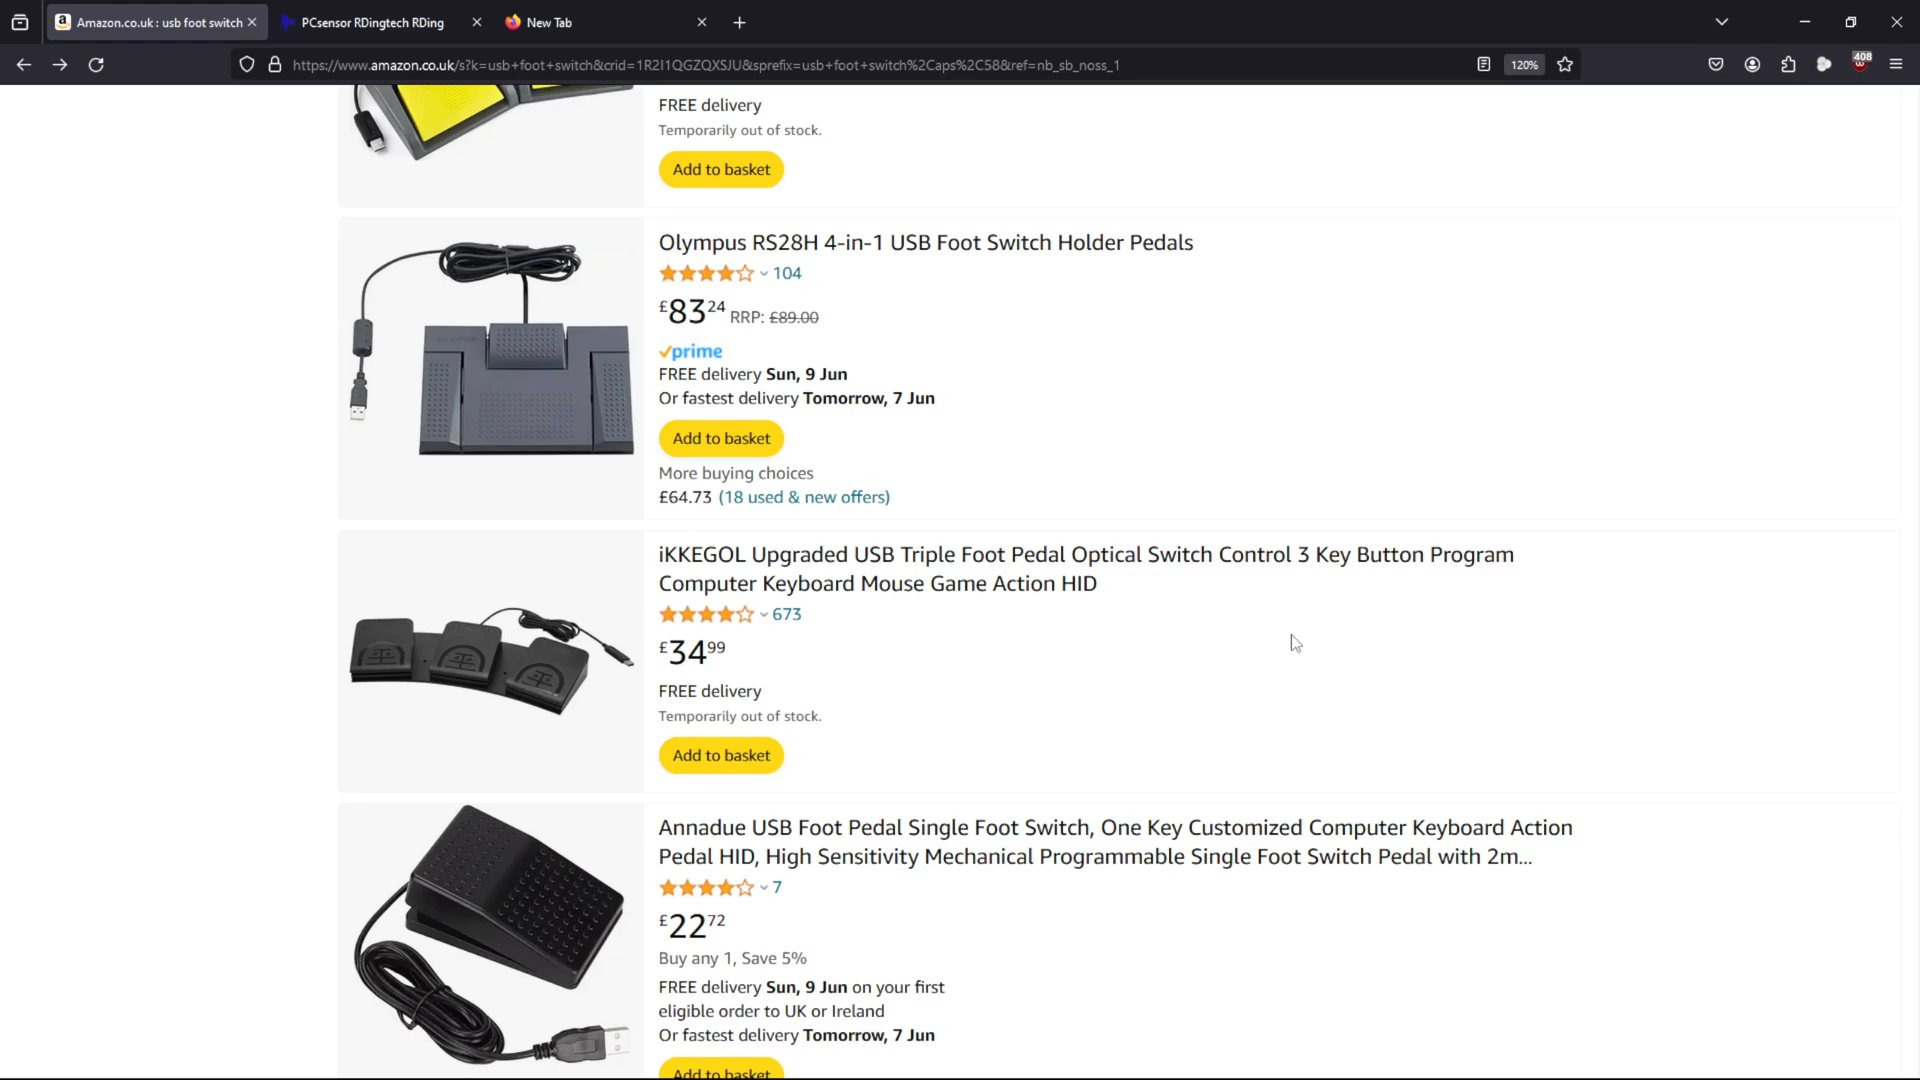 Amazon.co.uk : usb foot switch
PCsensor RDingtech RDing
New Tab
https://www.amazon.co.uk/s?k=usb+foot+switch&crid=1R2I1QGZQXSJU&sprefix=usb+foot+switch%2Caps%2C58&ref=nb_sb_noss_1
120%
408
FREE delivery
Temporarily out of stock.
Add to basket
Olympus RS28H 4-in-1 USB Foot Switch Holder Pedals
104
£83.24 RRP: £89.00
prime
FREE delivery Sun, 9 Jun
Or fastest delivery Tomorrow, 7 Jun
Add to basket
More buying choices
£64.73 (18 used & new offers)
iKKEGOL Upgraded USB Triple Foot Pedal Optical Switch Control 3 Key Button Program
Computer Keyboard Mouse Game Action HID
673
£34.99
FREE delivery
Temporarily out of stock.
Add to basket
Annadue USB Foot Pedal Single Foot Switch, One Key Customized Computer Keyboard Action
Pedal HID, High Sensitivity Mechanical Programmable Single Foot Switch Pedal with 2m...
7
£22.72
Buy any 1, Save 5%
FREE delivery Sun, 9 Jun on your first
eligible order to UK or Ireland
Or fastest delivery Tomorrow, 7 Jun
Add to basket